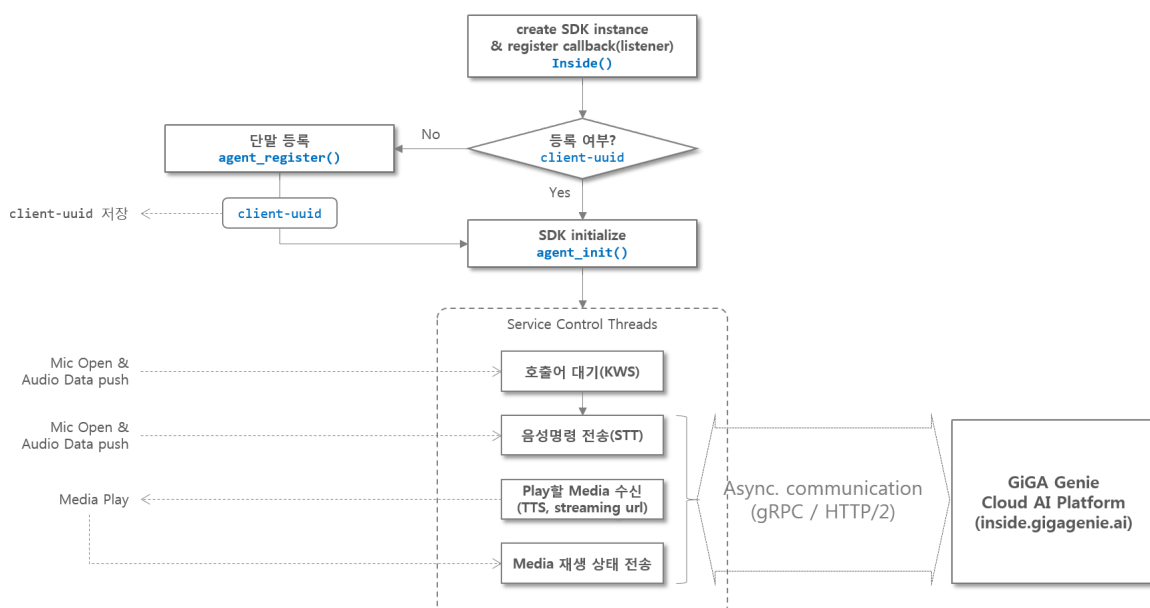 create SDK instance
& register callback(listener)
Inside()
등록 여부?
client-uuid
No
단말 등록
agent_register()
Yes
client-uuid
client-uuid 저장
SDK initialize
agent_init()
Service Control Threads
Mic Open &
Audio Data push
호출어 대기(KWS)
Mic Open &
Audio Data push
음성명령 전송(STT)
Media Play
Play할 Media 수신
(TTS, streaming url)
Media 재생 상태 전송
Async. communication
(gRPC / HTTP/2)
GiGA Genie
Cloud AI Platform
(inside.gigagenie.ai)